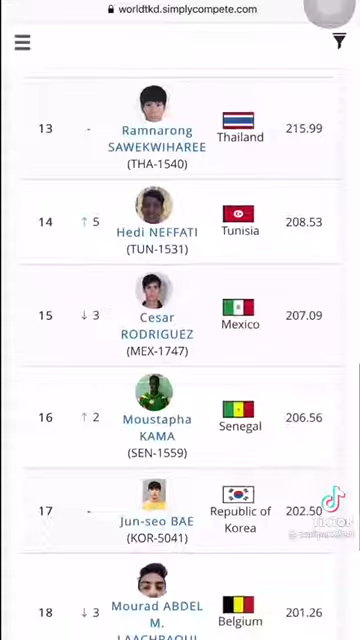 worldtkd.simplycompete.com
13 - Ramnarong Thailand 215.99
SAWEKWIHAREE
(THA-1540)
14 ↑ 5 Hedi NEFFATI Tunisia 208.53
(TUN-1531)
15 ↓ 3 Cesar Mexico 207.09
RODRIGUEZ
(MEX-1747)
16 ↑ 2 Moustapha Senegal 206.56
KAMA
(SEN-1559)
17 - Jun-seo BAE Republic of Korea 202.50
(KOR-5041)
TikTok
18 ↓ 3 Mourad ABDEL Belgium 201.26
M.
LAACHRAOUI